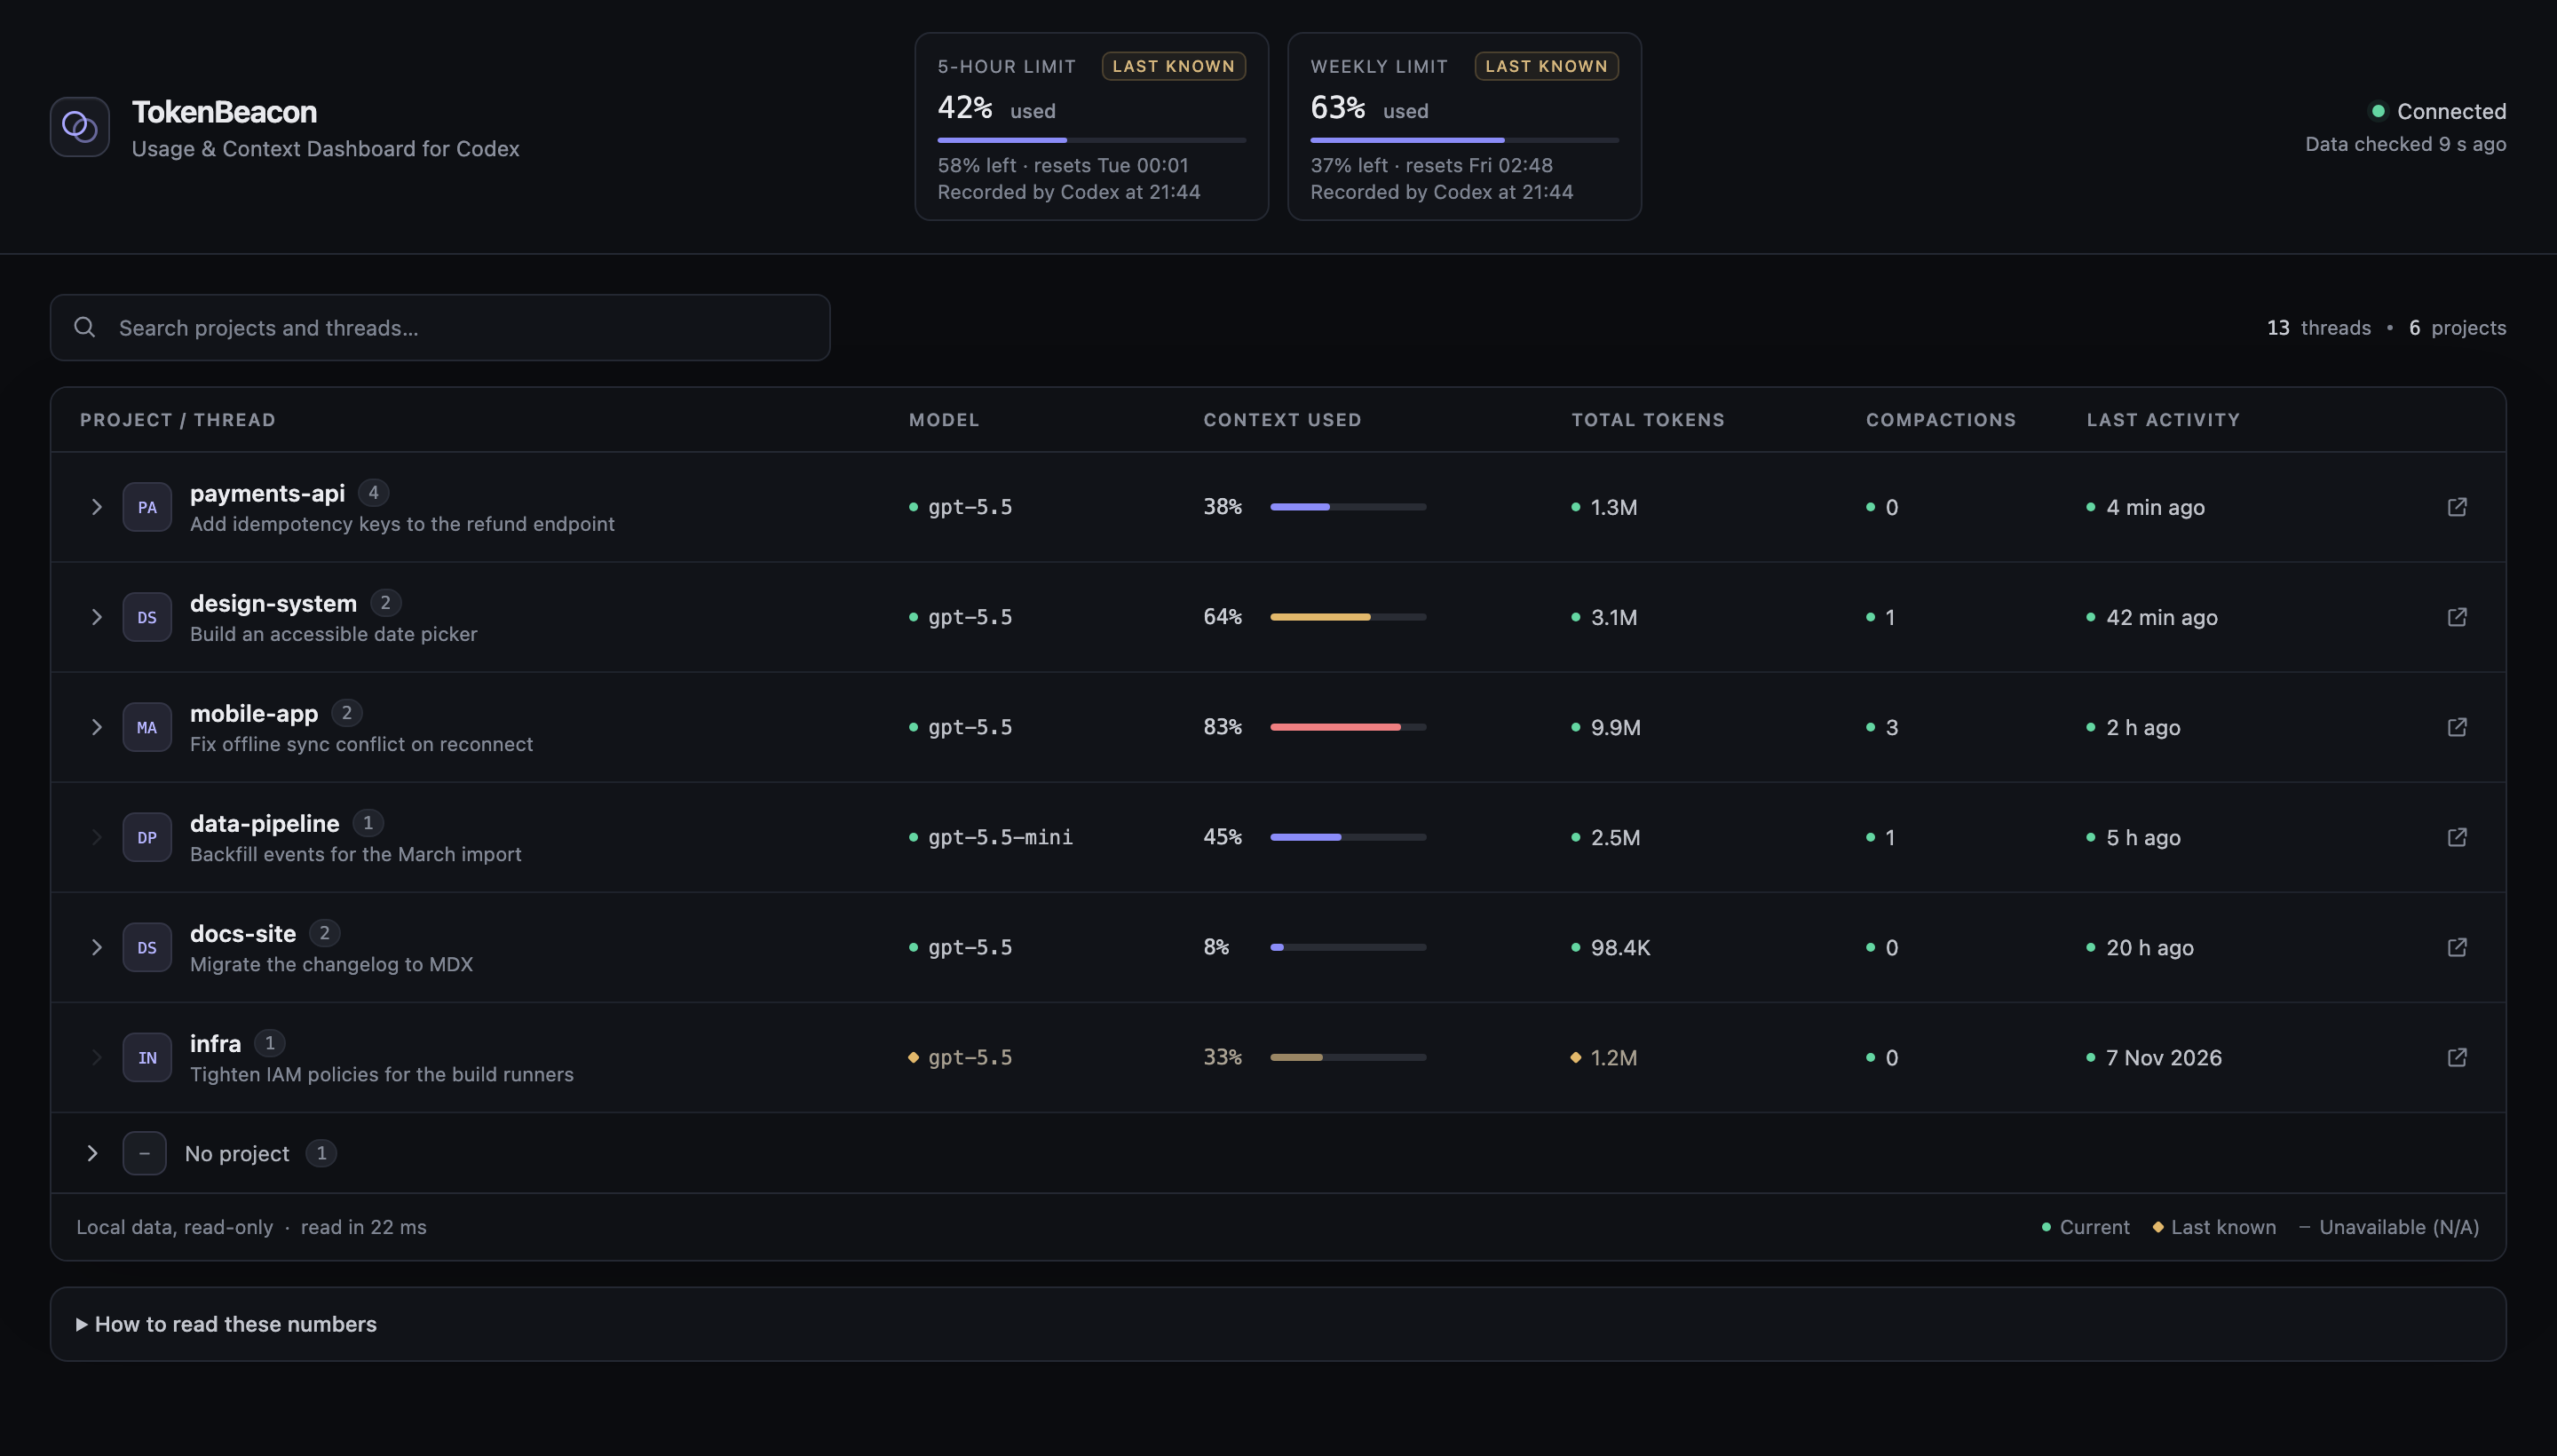 TokenBeacon
Usage & Context Dashboard for Codex
5-HOUR LIMIT LAST KNOWN
42% used
58% left · resets Tue 00:01
Recorded by Codex at 21:44
WEEKLY LIMIT LAST KNOWN
63% used
37% left · resets Fri 02:48
Recorded by Codex at 21:44
Connected
Data checked 9 s ago
Search projects and threads...
13 threads • 6 projects
PROJECT / THREAD MODEL CONTEXT USED TOTAL TOKENS COMPACTIONS LAST ACTIVITY
PA payments-api 4
Add idempotency keys to the refund endpoint
gpt-5.5 38% 1.3M 0 4 min ago
DS design-system 2
Build an accessible date picker
gpt-5.5 64% 3.1M 1 42 min ago
MA mobile-app 2
Fix offline sync conflict on reconnect
gpt-5.5 83% 9.9M 3 2 h ago
DP data-pipeline 1
Backfill events for the March import
gpt-5.5-mini 45% 2.5M 1 5 h ago
DS docs-site 2
Migrate the changelog to MDX
gpt-5.5 8% 98.4K 0 20 h ago
IN infra 1
Tighten IAM policies for the build runners
gpt-5.5 33% 1.2M 0 7 Nov 2026
– No project 1
Local data, read-only · read in 22 ms
Current Last known – Unavailable (N/A)
How to read these numbers